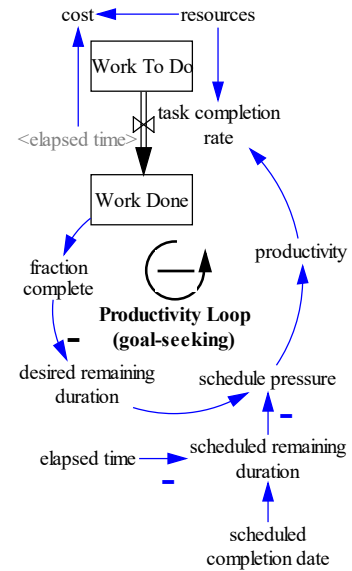 cost
resources
Work To Do
task completion
rate
<elapsed time>
Work Done
fraction
complete
productivity
Productivity Loop
(goal-seeking)
desired remaining
duration
schedule pressure
elapsed time
scheduled remaining
duration
scheduled
completion date